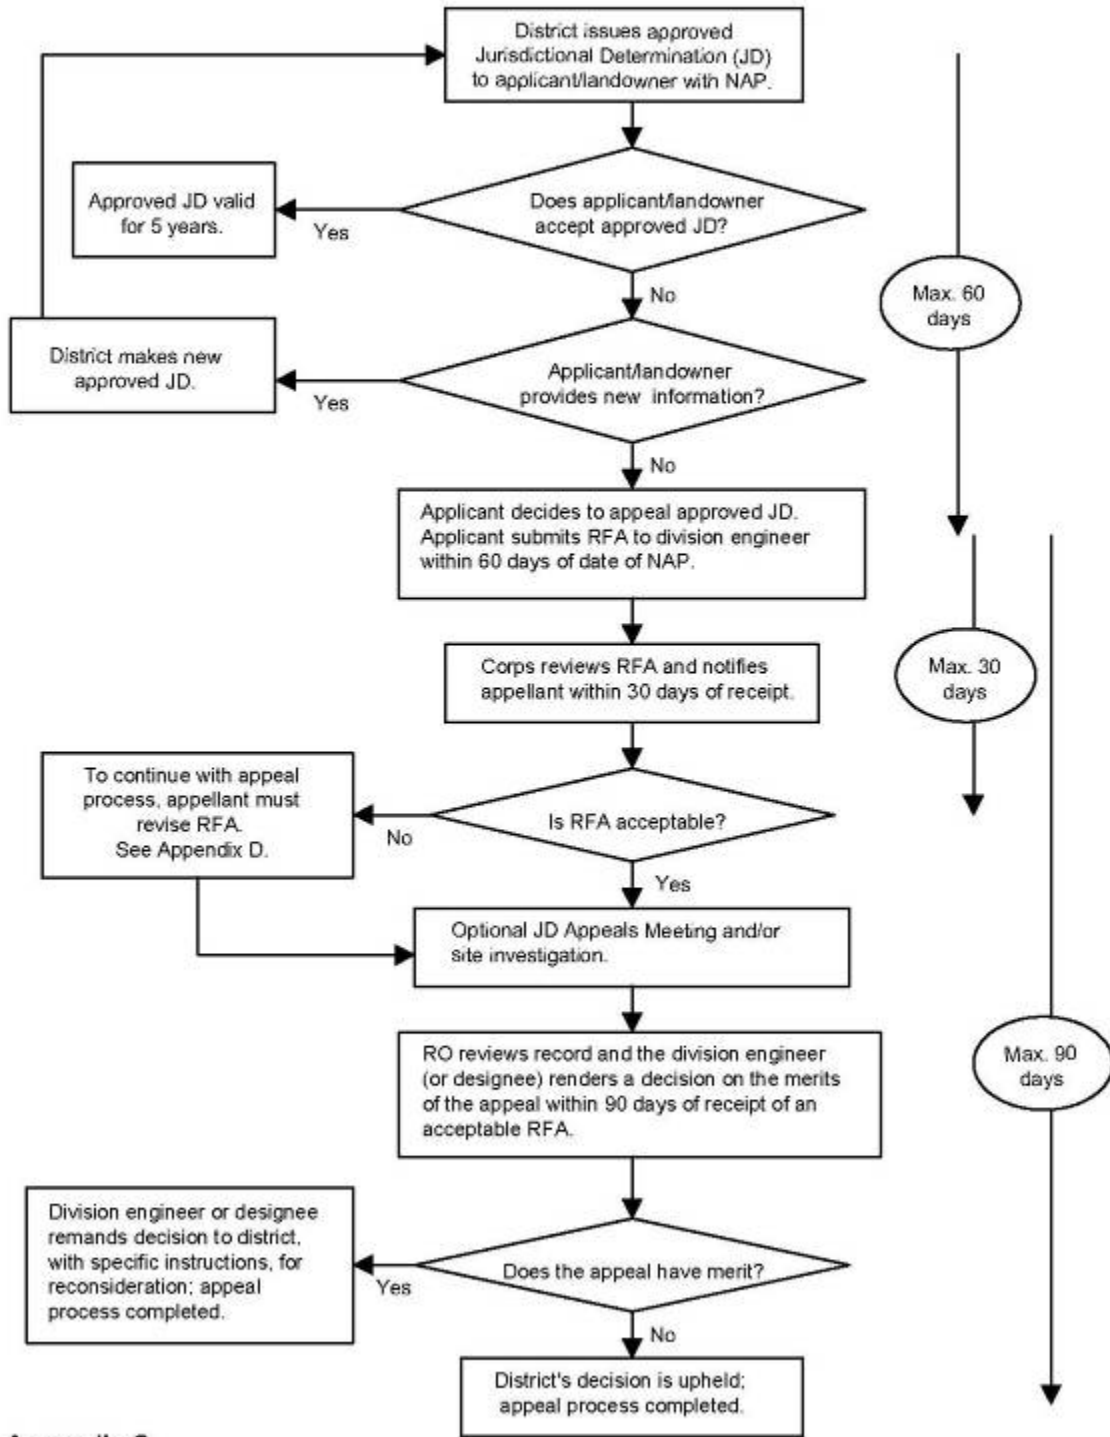 District issues approved
Jurisdictional Determination (JD)
to applicant/landowner with NAP.
Does applicant/landowner
accept approved JD?
Yes
Approved JD valid
for 5 years.
No
Max. 60
days
Applicant/landowner
provides new information?
Yes
District makes new
approved JD.
No
Applicant decides to appeal approved JD.
Applicant submits RFA to division engineer
within 60 days of date of NAP.
Corps reviews RFA and notifies
appellant within 30 days of receipt.
Max. 30
days
Is RFA acceptable?
No
To continue with appeal
process, appellant must
revise RFA.
See Appendix D.
Yes
Optional JD Appeals Meeting and/or
site investigation.
RO reviews record and the division engineer
(or designee) renders a decision on the merits
of the appeal within 90 days of receipt of an
acceptable RFA.
Max. 90
days
Does the appeal have merit?
Yes
Division engineer or designee
remands decision to district,
with specific instructions, for
reconsideration; appeal
process completed.
No
District's decision is upheld;
appeal process completed.